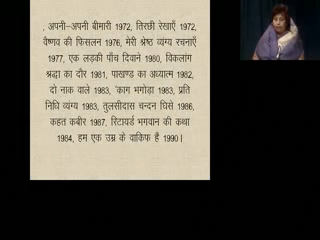 , अपनी-अपनी बीमारी 1972, तिरछी रेखाएँ 1972,
वैष्णव की फिसलन 1976, मेरी श्रेष्ठ व्यंग्य रचनाएँ
1977, एक लड़की पाँच दिवाने 1980, विकलांग
श्रद्धा का दौर 1981, पाखण्ड का अध्यात्म 1982,
दो नाक वाले 1983, 'काग भगोड़ा 1983, प्रति
निधि व्यंग्य 1983, तुलसीदास चन्दन घिसे 1986,
कहत कबीर 1987, रिटायर्ड भगवान की कथा
1984, हम एक उम्र के वाकिफ हैं 1990 |